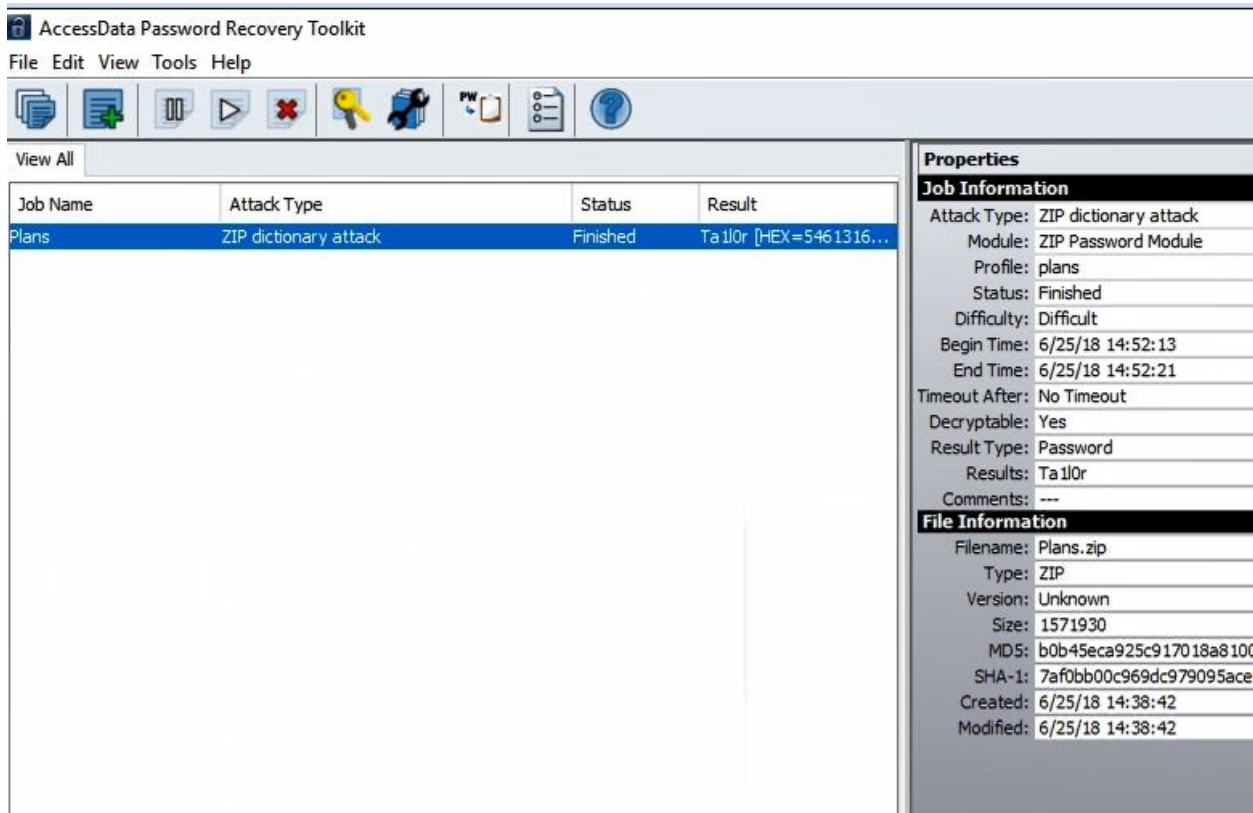 AccessData Password Recovery Toolkit
File Edit View Tools Help
PW
View All
Job Name Attack Type Status Result
Plans ZIP dictionary attack Finished Ta1l0r [HEX=5461316...
Properties
Job Information
Attack Type: ZIP dictionary attack
Module: ZIP Password Module
Profile: plans
Status: Finished
Difficulty: Difficult
Begin Time: 6/25/18 14:52:13
End Time: 6/25/18 14:52:21
Timeout After: No Timeout
Decryptable: Yes
Result Type: Password
Results: Ta1l0r
Comments: ---
File Information
Filename: Plans.zip
Type: ZIP
Version: Unknown
Size: 1571930
MD5: b0b45eca925c917018a8100
SHA-1: 7af0bb00c969dc979095ace
Created: 6/25/18 14:38:42
Modified: 6/25/18 14:38:42